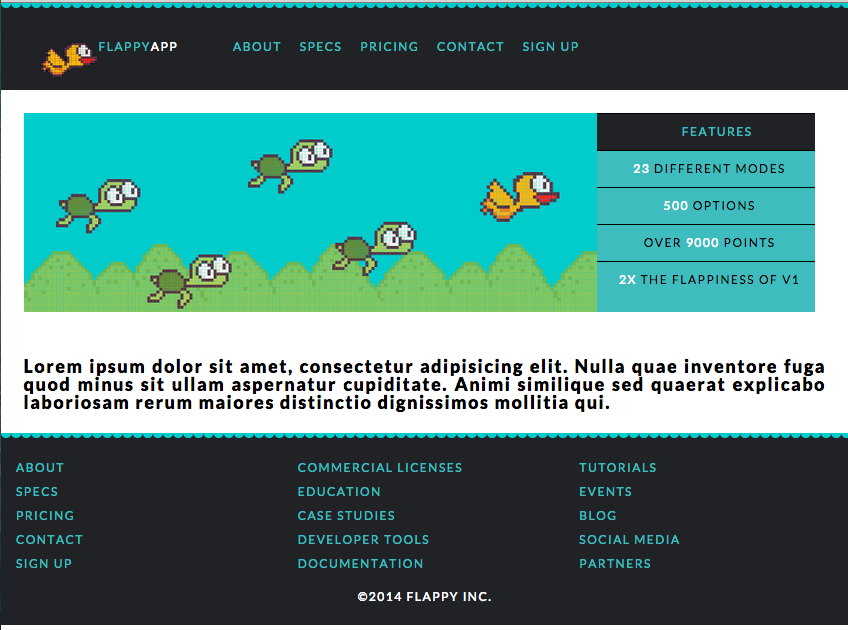 FLAPPYAPP ABOUT SPECS PRICING CONTACT SIGN UP
FEATURES
23 DIFFERENT MODES
500 OPTIONS
OVER 9000 POINTS
2X THE FLAPPINESS OF V1
Lorem ipsum dolor sit amet, consectetur adipisicing elit. Nulla quae inventore fuga
quod minus sit ullam aspernatur cupiditate. Animi similique sed quaerat explicabo
laboriosam rerum maiores distinctio dignissimos mollitia qui.
ABOUT
SPECS
PRICING
CONTACT
SIGN UP
COMMERCIAL LICENSES
EDUCATION
CASE STUDIES
DEVELOPER TOOLS
DOCUMENTATION
TUTORIALS
EVENTS
BLOG
SOCIAL MEDIA
PARTNERS
©2014 FLAPPY INC.